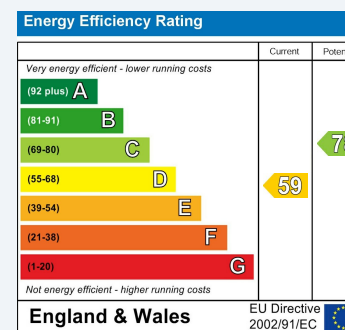 Energy Efficiency Rating
Current
Very energy efficient - lower running costs
(92 plus) A
(81-91) B
(69-80) C
(55-68) D
59
(39-54) E
(21-38) F
(1-20) G
Not energy efficient - higher running costs
England & Wales
EU Directive
2002/91/EC